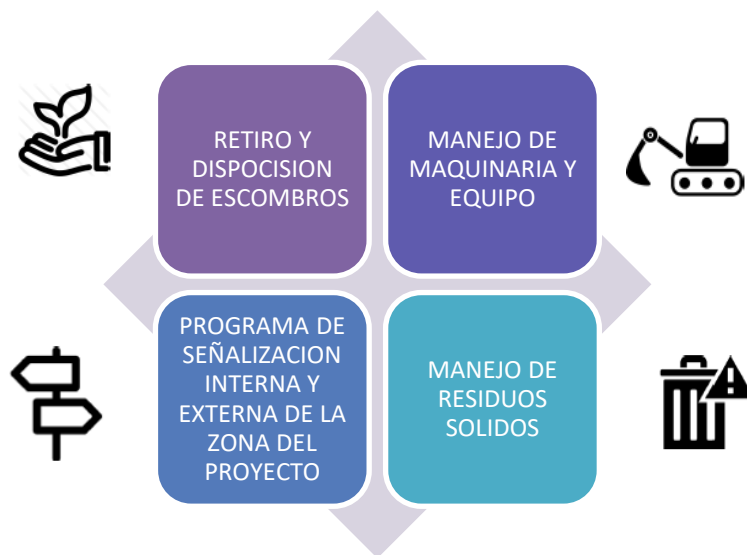 RETIRO Y
DISPOCISION
DE ESCOMBROS
MANEJO DE
MAQUINARIA Y
EQUIPO
PROGRAMA DE
SEÑALIZACION
INTERNA Y
EXTERNA DE LA
ZONA DEL
PROYECTO
MANEJO DE
RESIDUOS
SOLIDOS